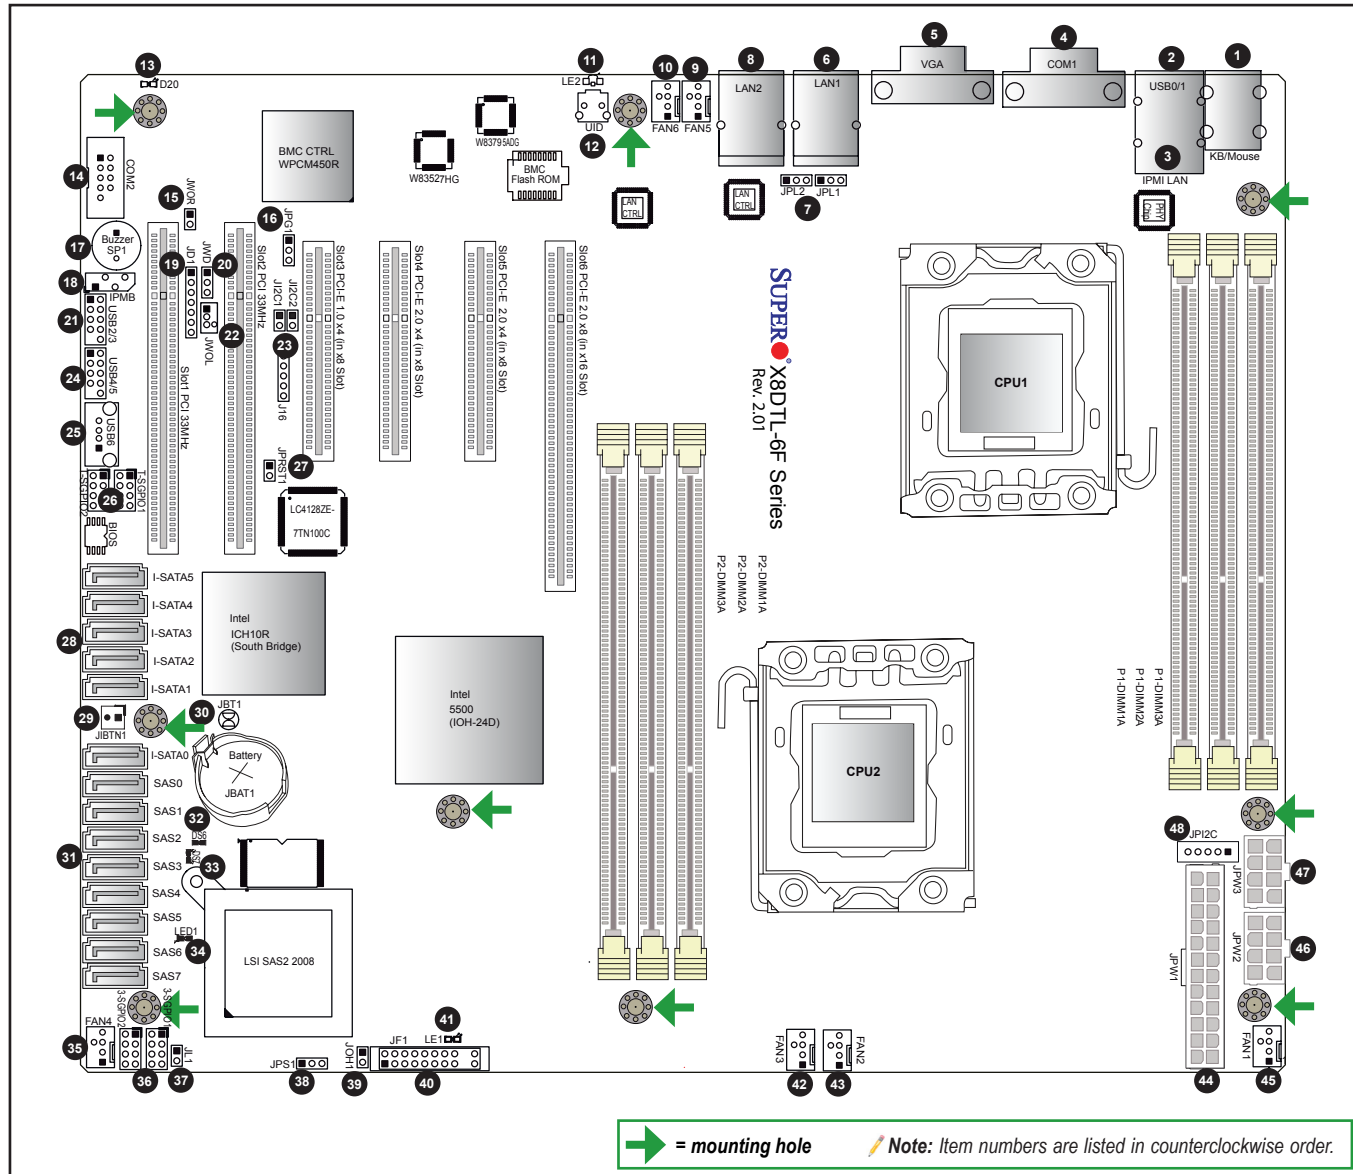 5
4
13
11
10
9
8
6
2
1
D20
LE2
VGA
COM1
LAN2
LAN1
USB0/1
UID
FAN6
FAN5
12
BMC CTRL
WPCM450R
W83795ADG
W83527HG
BMC
Flash ROM
3
KB/Mouse
IPMI LAN
14
COM2
15
JWOR
JPL2
JPL1
7
LAN
CTRL
LAN
CTRL
PHY
Chip
16
JPG1
17
Buzzer
SP1
18
IPMB
19
JD1
JWD
20
Slot2 PCI 33MHz
JI2C1
JI2C2
Slot3 PCI-E 1.0 x4 (in x8 Slot)
Slot4 PCI-E 2.0 x4 (in x8 Slot)
Slot5 PCI-E 2.0 x4 (in x8 Slot)
Slot6 PCI-E 2.0 x8 (in x16 Slot)
21
USB2/3
22
JWOL
23
SUPER®
X8DTL-6F Series
Rev. 2.01
CPU1
24
USB4/5
Slot1 PCI 33MHz
J16
25
USB6
JPRST1
27
T-SGPIO2
26
T-SGPIO1
BIOS
LC4128ZE-
7TN100C
P2-DIMM3A
P2-DIMM2A
P2-DIMM1A
I-SATA5
I-SATA4
28
I-SATA3
I-SATA2
I-SATA1
Intel
ICH10R
(South Bridge)
Intel
5500
(IOH-24D)
P1-DIMM1A
P1-DIMM2A
P1-DIMM3A
29
JIBTN1
30
JBT1
I-SATA0
Battery
JBAT1
CPU2
SAS0
SAS1
32
DS6
31
SAS2
SAS3
33
SAS4
SAS5
LED1
34
SAS6
SAS7
LSI SAS2 2008
48
JPI2C
JPW3
47
JPW1
JPW2
46
FAN4
3-SGPIO2
3-SGPIO1
35
36
JL1
37
JPS1
38
JOH1
39
JF1
LE1
41
40
FAN3
FAN2
42
43
44
FAN1
45
= mounting hole
Note: Item numbers are listed in counterclockwise order.